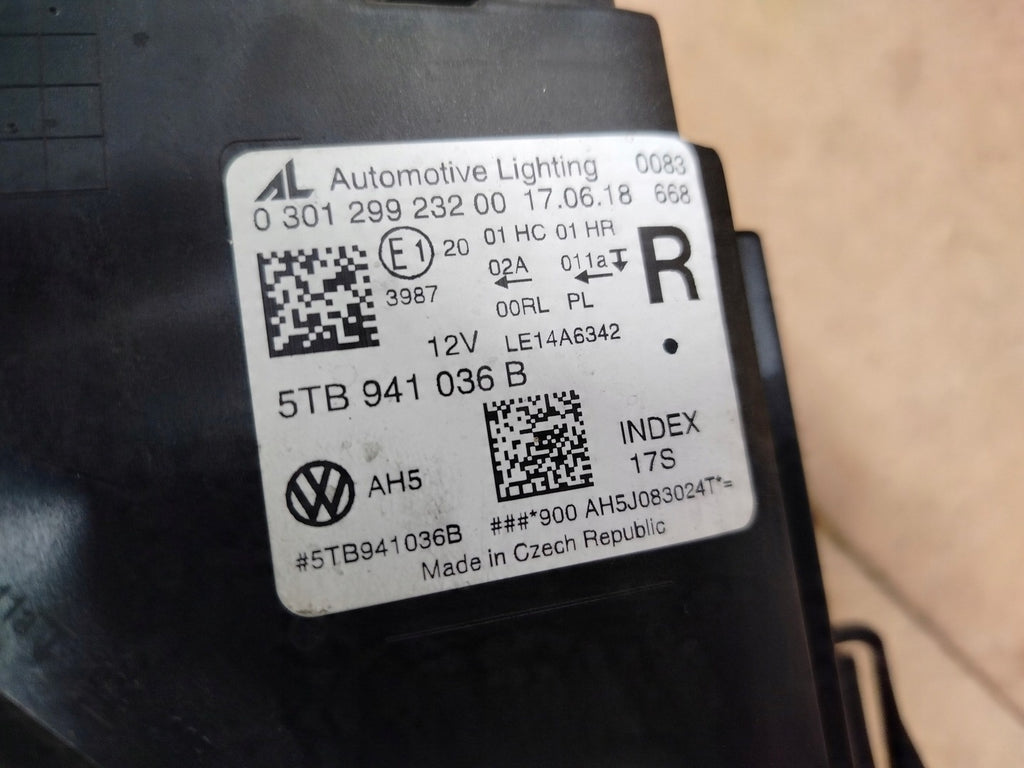 AL Automotive Lighting 0083
0 301 299 232 00 17.06.18 668
E1 20 01 HC 01 HR R
02A 011a
3987 00RL PL
12V LE14A6342
5TB 941 036 B
INDEX
17S
VW AH5
#5TB941036B ###*900 AH5J083024T*=
Made in Czech Republic